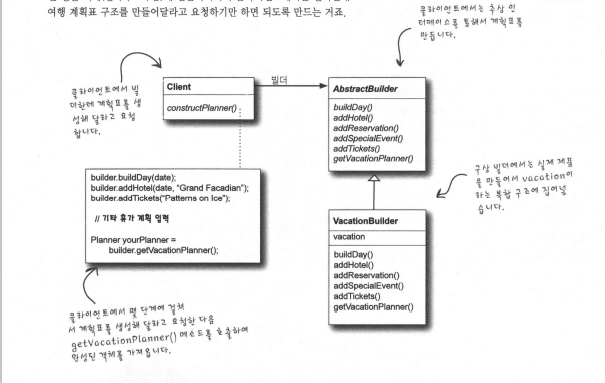 여행 계획표 구조를 만들어달라고 요청하기만 하면 되도록 만드는 거죠.
클라이언트에서는 추상 인
터페이스를 통해서 계획표를
만듭니다.
클라이언트에서 빌
더한테 계획표를 생
성해 달라고 요청
합니다.
Client
constructPlanner()
빌더
AbstractBuilder
buildDay()
addHotel()
addReservation()
addSpecialEvent()
addTickets()
getVacationPlanner()
builder.buildDay(date);
builder.addHotel(date, "Grand Facadian");
builder.addTickets("Patterns on Ice");
// 기타 휴가 계획 입력
Planner yourPlanner =
builder.getVacationPlanner();
구상 빌더에서는 실제 제품
을 만들어서 vacation이
라는 복합 구조에 집어넣
습니다.
VacationBuilder
vacation
buildDay()
addHotel()
addReservation()
addSpecialEvent()
addTickets()
getVacationPlanner()
클라이언트에서 몇 단계에 걸쳐
서 계획표를 생성해 달라고 요청한 다음
getVacationPlanner() 메소드를 호출하여
완성된 객체를 가져옵니다.